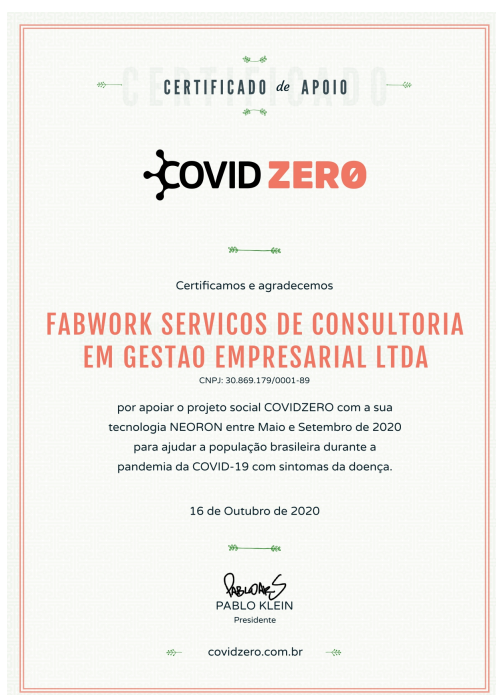 CERTIFICADO
CERTIFICADO de APOIO
COVID ZERO
Certificamos e agradecemos
FABWORK SERVICOS DE CONSULTORIA
EM GESTAO EMPRESARIAL LTDA
CNPJ: 30.869.179/0001-89
por apoiar o projeto social COVIDZERO com a sua
tecnologia NEORON entre Maio e Setembro de 2020
para ajudar a população brasileira durante a
pandemia da COVID-19 com sintomas da doença.
16 de Outubro de 2020
PABLO KLEIN
Presidente
covidzero.com.br